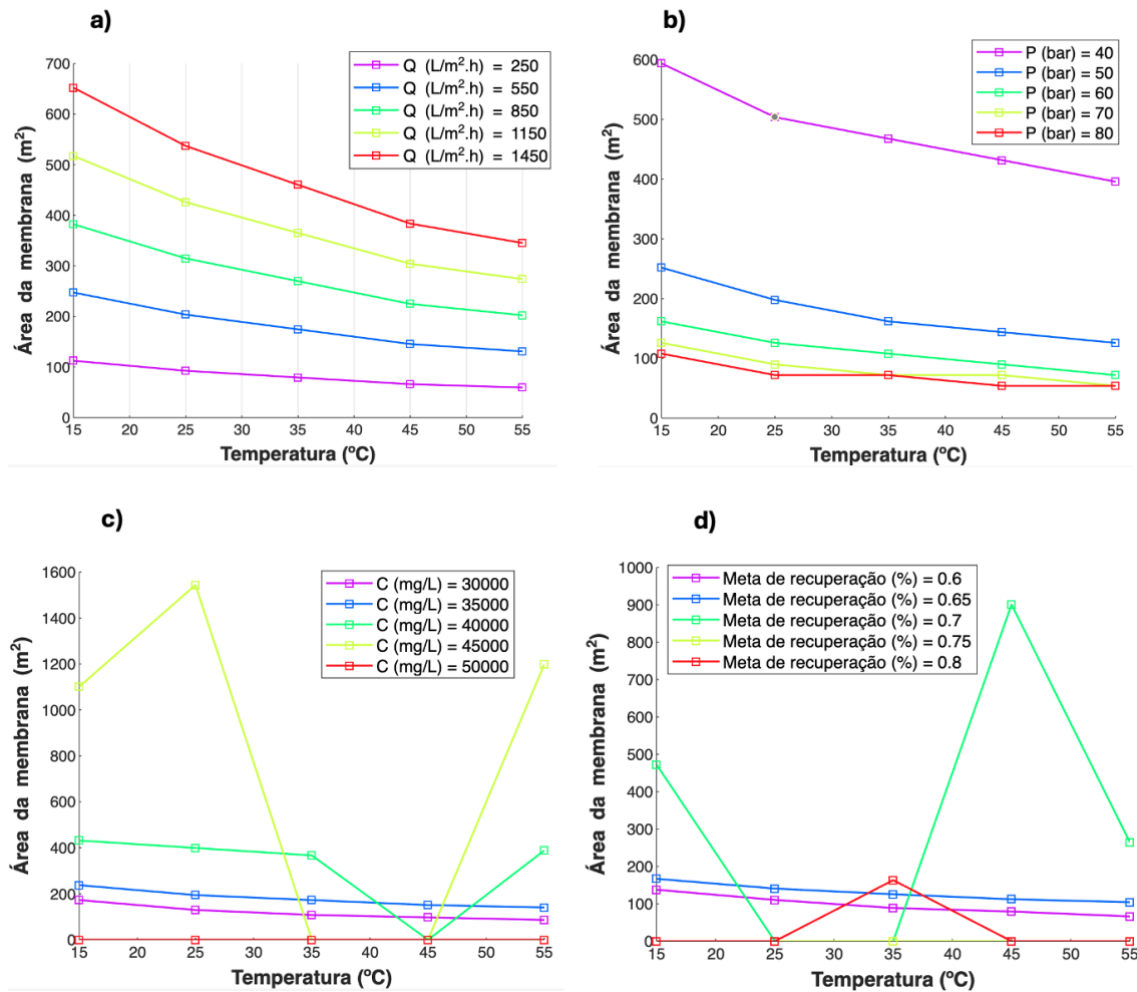 a)
Q (L/m².h) = 250
Q (L/m².h) = 550
Q (L/m².h) = 850
Q (L/m².h) = 1150
Q (L/m².h) = 1450
Área da membrana (m²)
700
600
500
400
300
200
100
0
15 20 25 30 35 40 45 50 55
Temperatura (ºC)
b)
P (bar) = 40
P (bar) = 50
P (bar) = 60
P (bar) = 70
P (bar) = 80
Área da membrana (m²)
600
500
400
300
200
100
0
15 20 25 30 35 40 45 50 55
Temperatura (ºC)
c)
C (mg/L) = 30000
C (mg/L) = 35000
C (mg/L) = 40000
C (mg/L) = 45000
C (mg/L) = 50000
Área da membrana (m²)
1600
1400
1200
1000
800
600
400
200
0
15 20 25 30 35 40 45 50 55
Temperatura (ºC)
d)
Meta de recuperação (%) = 0.6
Meta de recuperação (%) = 0.65
Meta de recuperação (%) = 0.7
Meta de recuperação (%) = 0.75
Meta de recuperação (%) = 0.8
Área da membrana (m²)
1000
900
800
700
600
500
400
300
200
100
0
15 20 25 30 35 40 45 50 55
Temperatura (ºC)